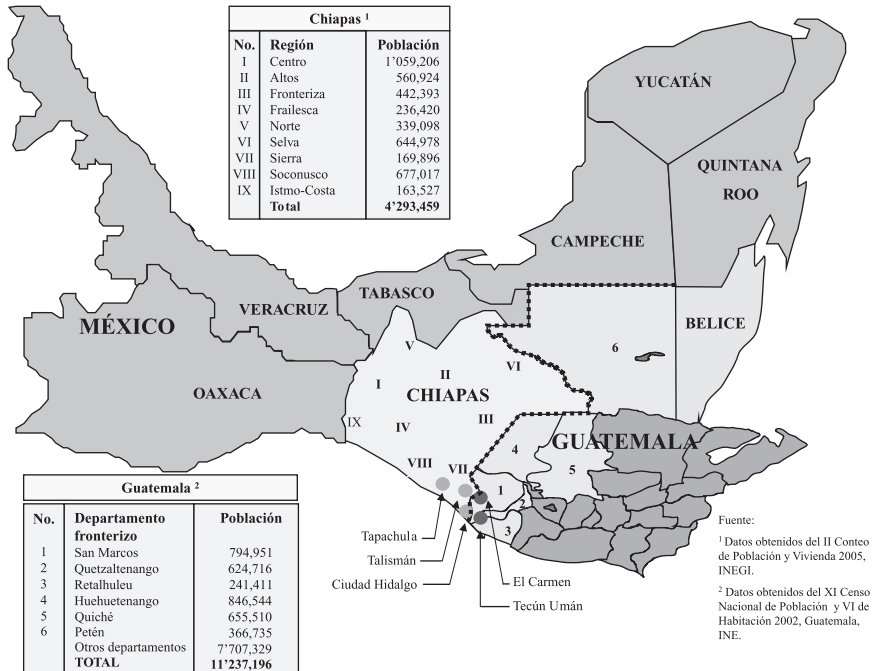 Chiapas 1
No. Región Población
I Centro 1’059,206
II Altos 560,924
III Fronteriza 442,393
IV Frailesca 236,420
V Norte 339,098
VI Selva 644,978
VII Sierra 169,896
VIII Soconusco 677,017
IX Istmo-Costa 163,527
Total 4’293,459
YUCATÁN
QUINTANA
ROO
CAMPECHE
TABASCO
VERACRUZ
MÉXICO
BELICE
OAXACA
CHIAPAS
V
VI
6
II
I
IX
IV
III
VIII
VII
GUATEMALA
4
5
1
2
3
Tapachula
Talismán
Ciudad Hidalgo
El Carmen
Tecún Umán
Guatemala 2
No. Departamento Población
fronterizo
1 San Marcos 794,951
2 Quetzaltenango 624,716
3 Retalhuleu 241,411
4 Huehuetenango 846,544
5 Quiché 655,510
6 Petén 366,735
Otros departamentos 7’707,329
TOTAL 11’237,196
Fuente:
1 Datos obtenidos del II Conteo
de Población y Vivienda 2005,
INEGI.
2 Datos obtenidos del XI Censo
Nacional de Población y VI de
Habitación 2002, Guatemala,
INE.